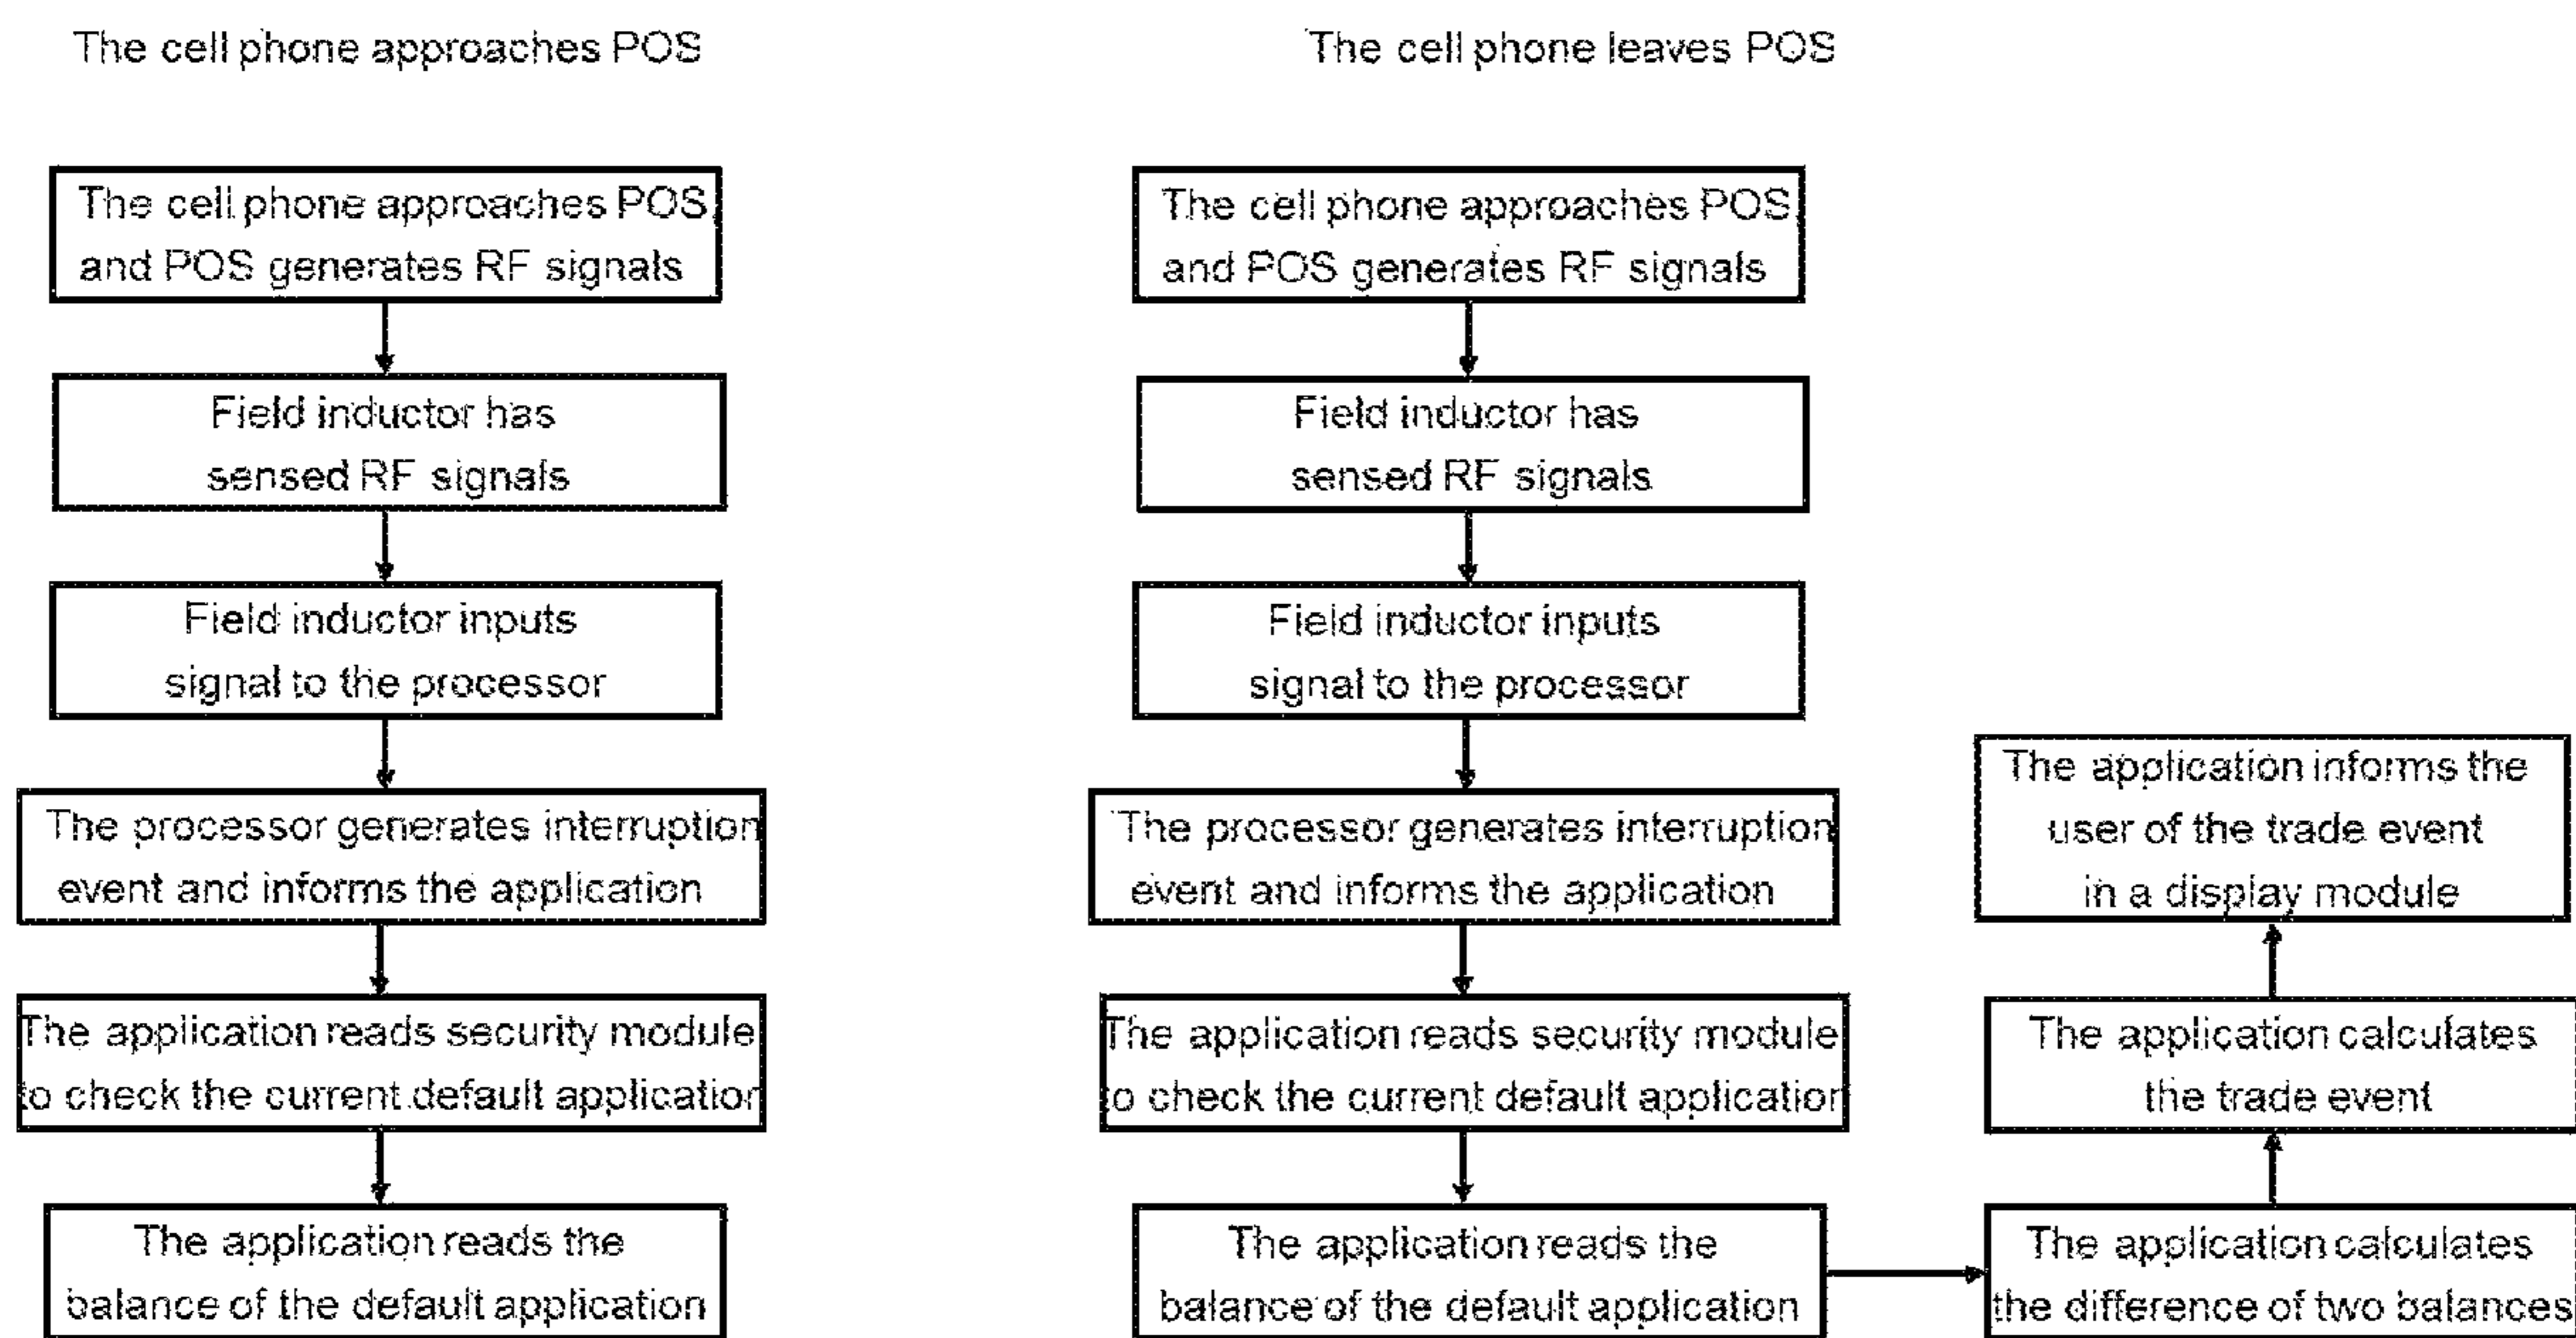 The cell phone approaches POS
The cell phone approaches POS
and POS generates RF signals
Field inductor has
sensed RF signals
Field inductor inputs
signal to the processor
The processor generates interruption
event and informs the application
The application reads security module
to check the current default application
The application reads the
balance of the default application
The cell phone leaves POS
The cell phone approaches POS
and POS generates RF signals
Field inductor has
sensed RF signals
Field inductor inputs
signal to the processor
The processor generates interruption
event and informs the application
The application reads security module
to check the current default application
The application reads the
balance of the default application
The application calculates
the difference of two balances
The application calculates
the trade event
The application informs the
user of the trade event
in a display module